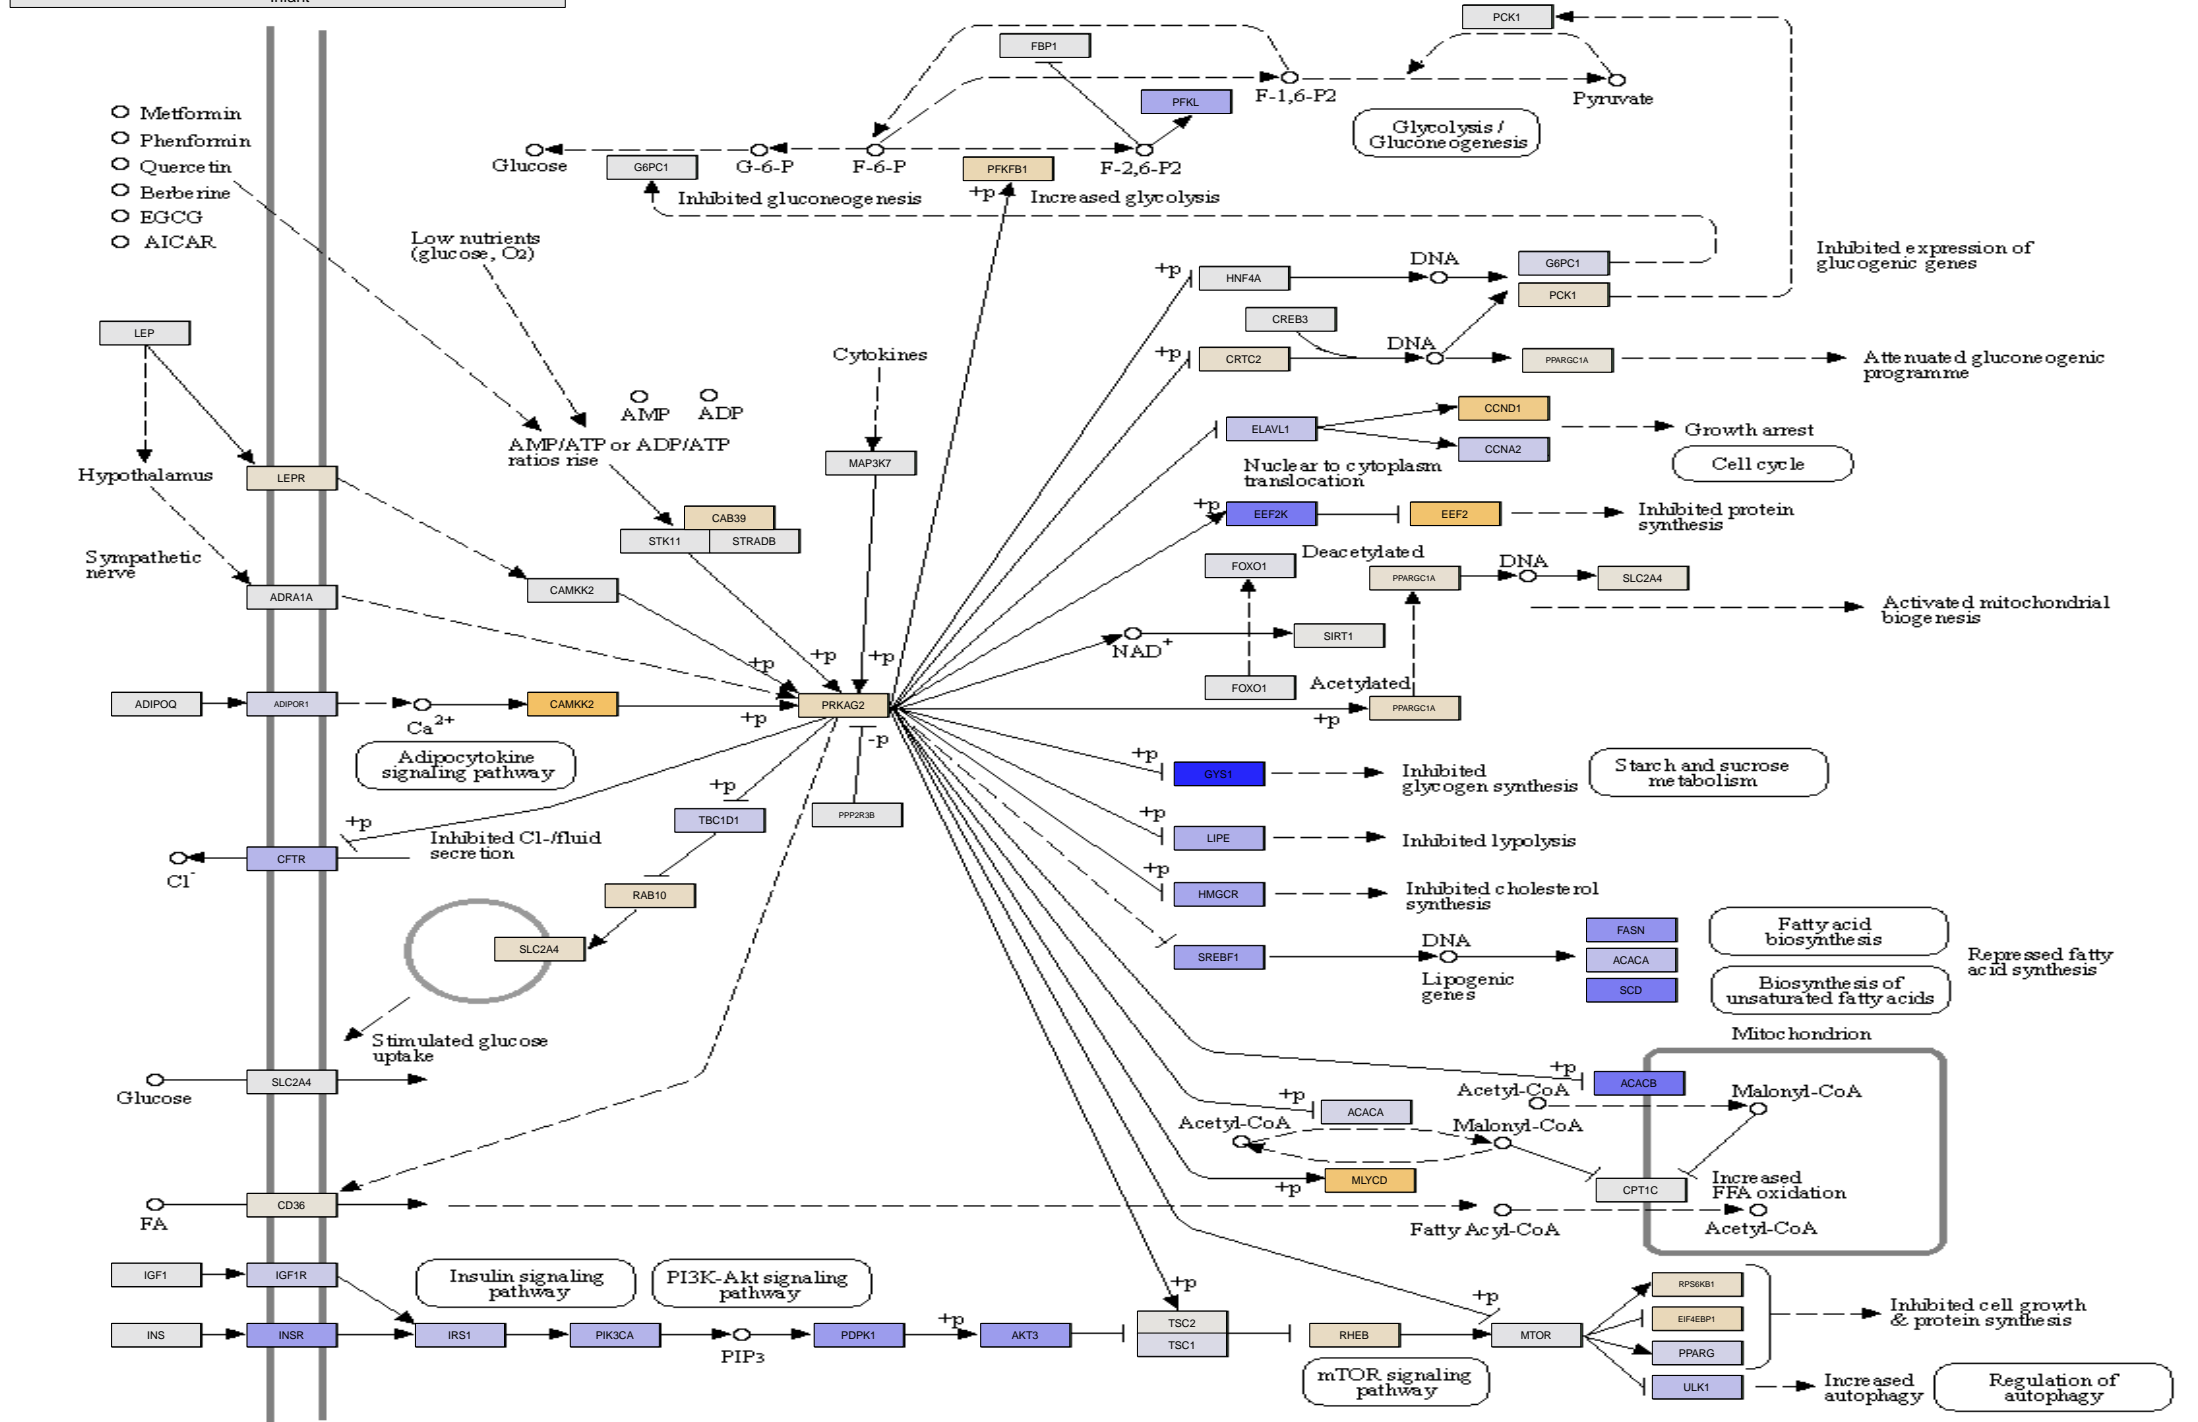 Infant
PCK1
FBP1
F-1,6-P2
Pyruvate
PFKL
Metformin
Phenformin
Quercetin
Berberine
EGCG
AICAR
Glycolysis /
Gluconeogenesis
Glucose
G6PC1
G-6-P
F-6-P
PFKFB1
F-2,6-P2
+p
Inhibited gluconeogenesis
Increased glycolysis
Low nutrients
(glucose, O2)
Inhibited expression of
glucogenic genes
+p
HNF4A
DNA
G6PC1
PCK1
LEP
CREB3
Cytokines
+p
CRTC2
DNA
PPARGC1A
Attenuated gluconeogenic
programme
AMP
ADP
AMP/ATP or ADP/ATP
ratios rise
CCND1
ELAVL1
CCNA2
Growth arrest
Cell cycle
Nuclear to cytoplasm
translocation
Hypothalamus
LEPR
MAP3K7
+p
EEF2K
EEF2
Inhibited protein
synthesis
CAB39
STK11
STRADB
Sympathetic
nerve
Deacetylated
FOXO1
PPARGC1A
DNA
SLC2A4
ADRA1A
CAMKK2
Activated mitochondrial
biogenesis
NAD+
SIRT1
+p
+p
+p
FOXO1
Acetylated
PPARGC1A
+p
ADIPOQ
ADIPOR1
Ca2+
CAMKK2
+p
PRKAG2
-p
Adipocytokine
signaling pathway
+p
GYS1
Inhibited
glycogen synthesis
Starch and sucrose
metabolism
+p
TBC1D1
PPP2R3B
+p
LIPE
Inhibited lypolysis
+p
Inhibited Cl-/fluid
secretion
CFTR
Cl-
RAB10
+p
HMGCR
Inhibited cholesterol
synthesis
SLC2A4
SREBF1
DNA
Lipogenic
genes
FASN
ACACA
SCD
Fatty acid
biosynthesis
Biosynthesis of
unsaturated fatty acids
Repressed fatty
acid synthesis
Stimulated glucose
uptake
Mitochondrion
Glucose
SLC2A4
+p
ACACB
Acetyl-CoA
Malonyl-CoA
+p
ACACA
Acetyl-CoA
Malonyl-CoA
MLYCD
+p
CPT1C
Increased
FFA oxidation
FA
CD36
Fatty Acyl-CoA
Acetyl-CoA
IGF1
IGF1R
Insulin signaling
pathway
PI3K-Akt signaling
pathway
+p
+p
RPS6KB1
EIF4EBP1
PPARG
ULK1
Inhibited cell growth
& protein synthesis
INS
INSR
IRS1
PIK3CA
PIP3
PDPK1
+p
AKT3
TSC2
TSC1
RHEB
MTOR
mTOR signaling
pathway
Increased
autophagy
Regulation of
autophagy